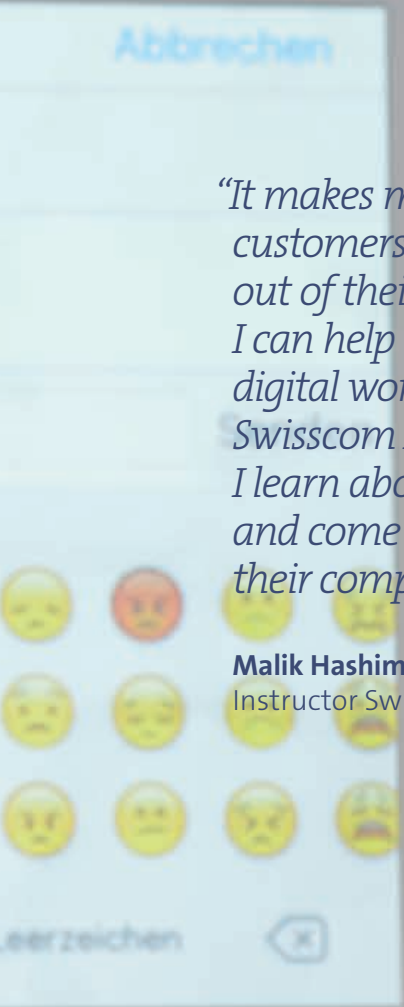 Abbrechen
“It makes m
customers
out of thei
I can help
digital wor
Swisscom
I learn abo
and come
their comp
Malik Hashim
Instructor Sw
Leerzeichen